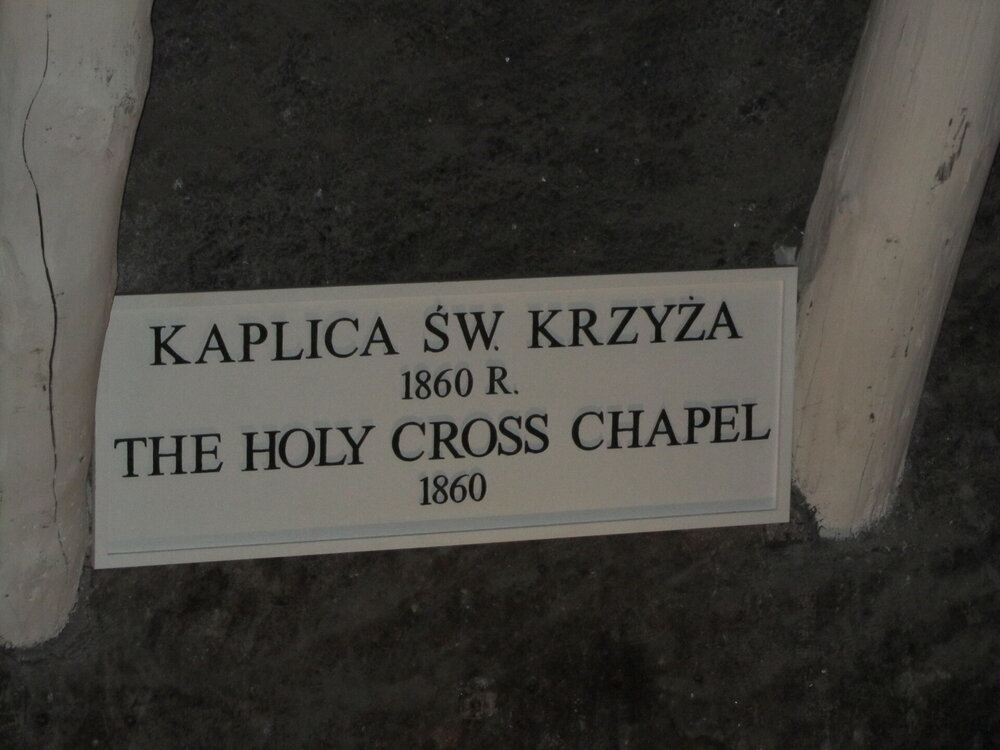 KAPLICA ŚW. KRZYŻA
1860 R.
THE HOLY CROSS CHAPEL
1860